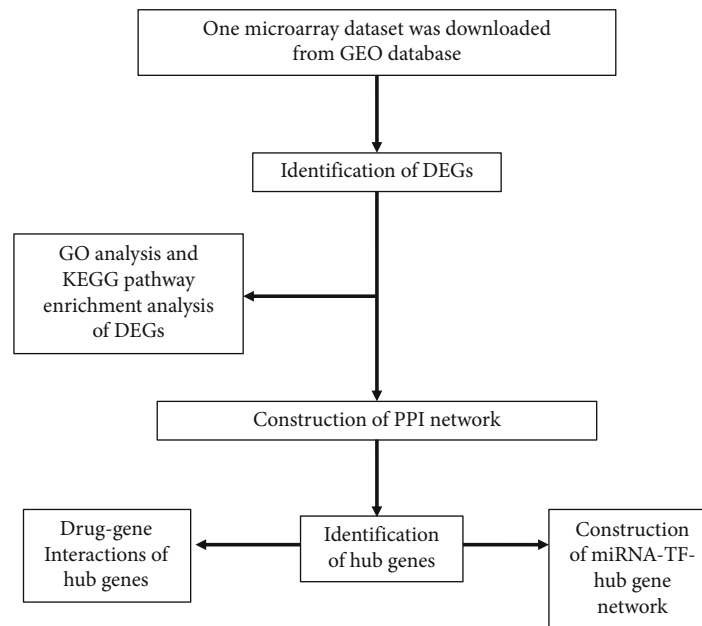 One microarray dataset was downloaded
from GEO database
Identification of DEGs
GO analysis and
KEGG pathway
enrichment analysis
of DEGs
Construction of PPI network
Drug-gene
Interactions of
hub genes
Identification
of hub genes
Construction
of miRNA-TF-
hub gene
network